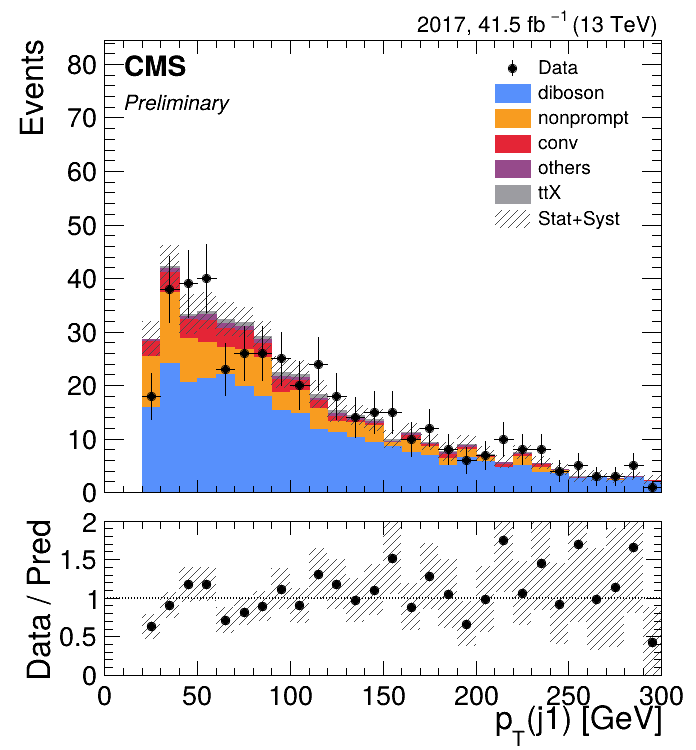 2017, 41.5 fb⁻¹ (13 TeV)
CMS
Preliminary
Data
diboson
nonprompt
conv
others
ttX
Stat+Syst
Events
80
70
60
50
40
30
20
10
0
Data / Pred
2
1.5
1
0.5
0
0 50 100 150 200 250 300
p_T(j1) [GeV]